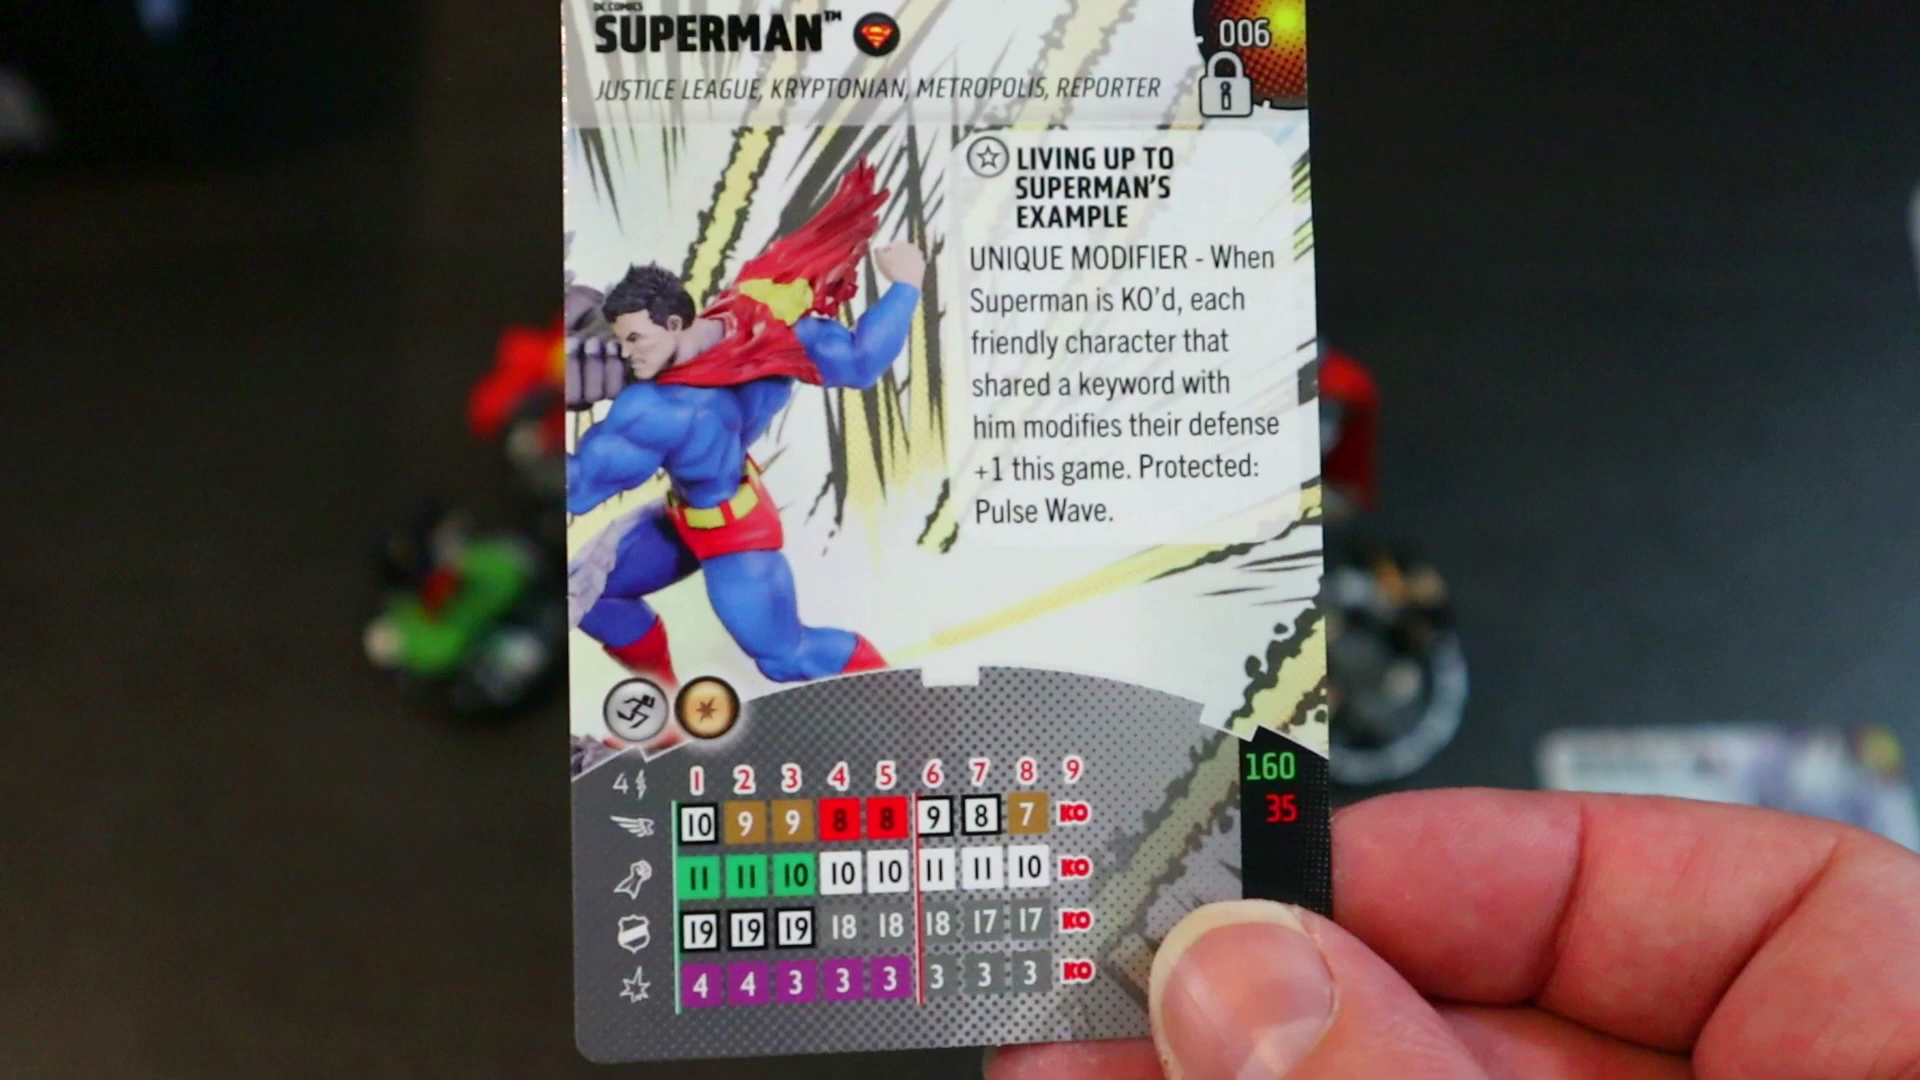 DC COMICS
SUPERMAN™
006
JUSTICE LEAGUE, KRYPTONIAN, METROPOLIS, REPORTER
LIVING UP TO
SUPERMAN'S
EXAMPLE
UNIQUE MODIFIER - When
Superman is KO'd, each
friendly character that
shared a keyword with
him modifies their defense
+1 this game. Protected:
Pulse Wave.
160
35
4 1 2 3 4 5 6 7 8 9
10 9 9 8 8 9 8 7 KO
11 11 10 10 10 11 11 10 KO
19 19 19 18 18 18 17 17 KO
4 4 3 3 3 3 3 3 KO